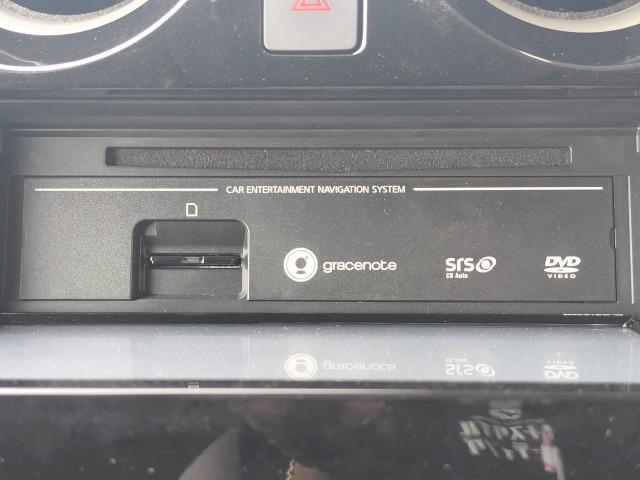 CAR ENTERTAINMENT NAVIGATION SYSTEM
gracenote
SRS
CS Auto
DVD
VIDEO